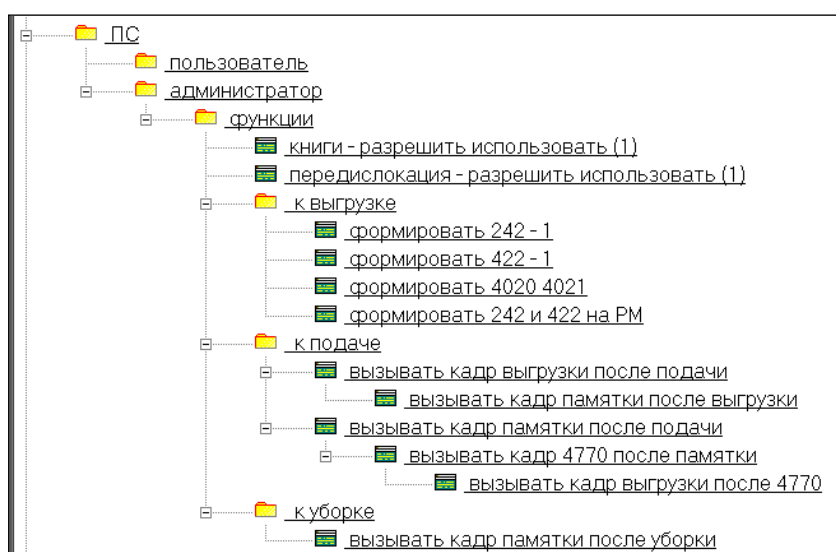 ПС
пользователь
администратор
функции
книги - разрешить использовать (1)
передислокация - разрешить использовать (1)
к выгрузке
формировать 242 - 1
формировать 422 - 1
формировать 4020 4021
формировать 242 и 422 на РМ
к подаче
вызывать кадр выгрузки после подачи
вызывать кадр памятки после выгрузки
вызывать кадр памятки после подачи
вызывать кадр 4770 после памятки
вызывать кадр выгрузки после 4770
к уборке
вызывать кадр памятки после уборки